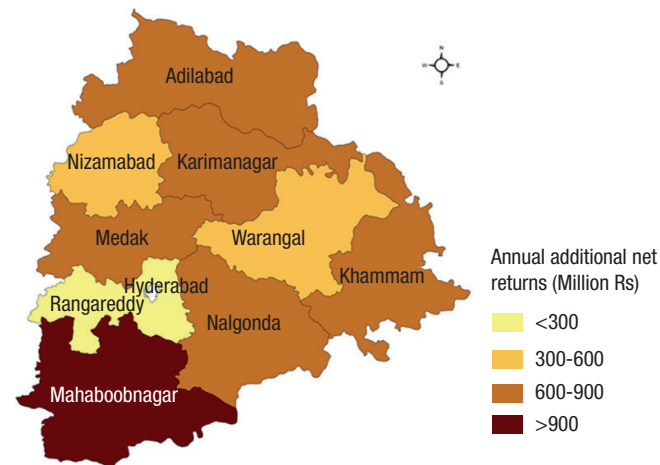 Adilabad
N
W E
S
Nizamabad
Karimanagar
Medak
Warangal
Khammam
Hyderabad
Rangareddy
Nalgonda
Mahaboobnagar
Annual additional net
returns (Million Rs)
<300
300-600
600-900
>900